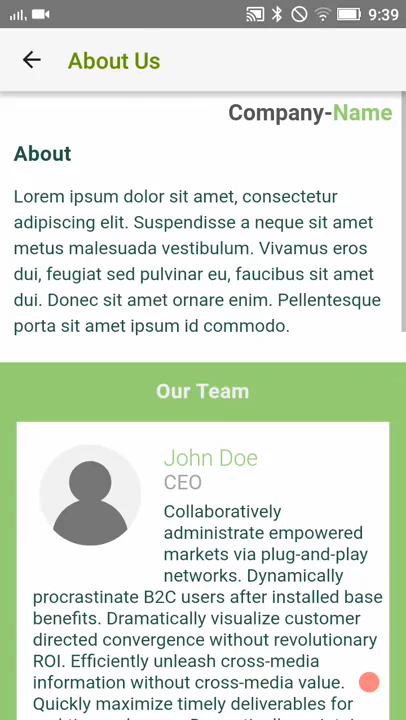 9:39
About Us
Company-Name
About
Lorem ipsum dolor sit amet, consectetur
adipiscing elit. Suspendisse a neque sit amet
metus malesuada vestibulum. Vivamus eros
dui, feugiat sed pulvinar eu, faucibus sit amet
dui. Donec sit amet ornare enim. Pellentesque
porta sit amet ipsum id commodo.
Our Team
John Doe
CEO
Collaboratively
administrate empowered
markets via plug-and-play
networks. Dynamically
procrastinate B2C users after installed base
benefits. Dramatically visualize customer
directed convergence without revolutionary
ROI. Efficiently unleash cross-media
information without cross-media value.
Quickly maximize timely deliverables for